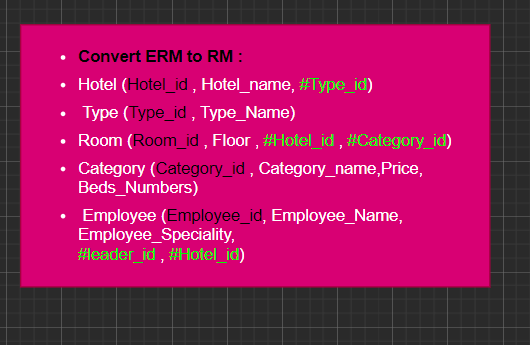 • Convert ERM to RM :
• Hotel (Hotel_id , Hotel_name, #Type_id)
• Type (Type_id , Type_Name)
• Room (Room_id , Floor , #Hotel_id , #Category_id)
• Category (Category_id , Category_name,Price,
Beds_Numbers)
• Employee (Employee_id, Employee_Name,
Employee_Speciality,
#leader_id , #Hotel_id)